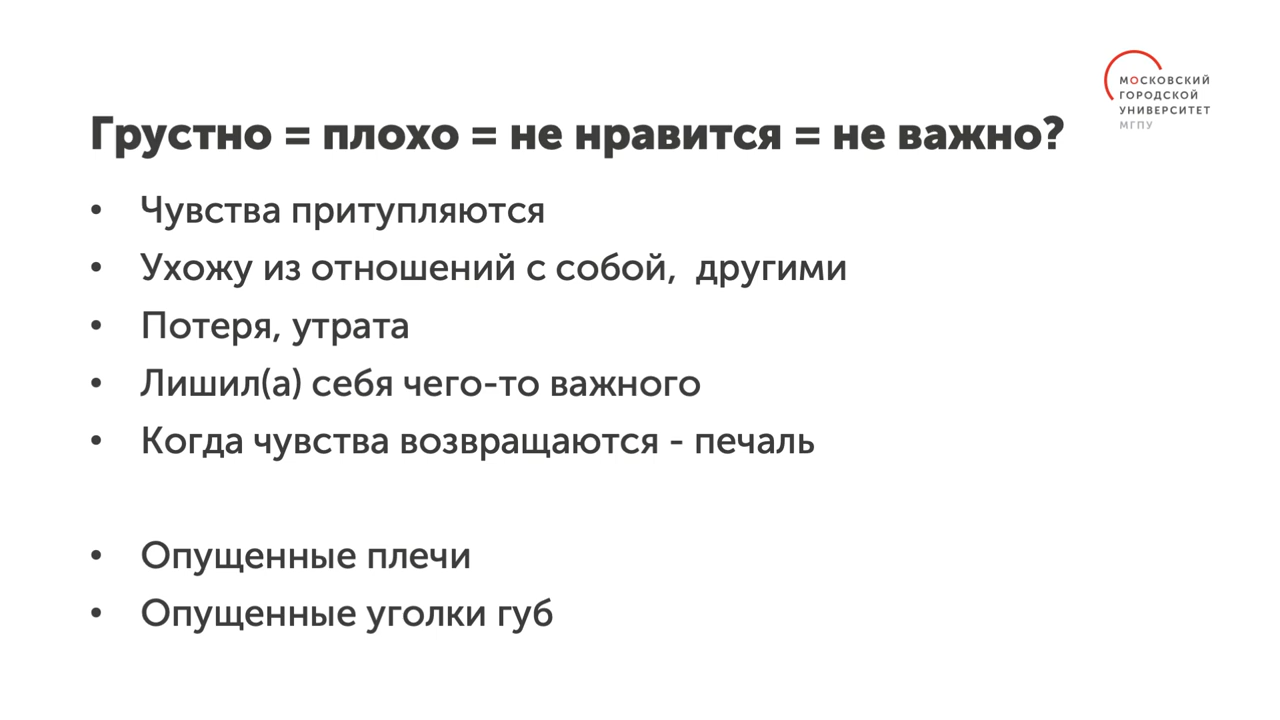 МОСКОВСКИЙ
ГОРОДСКОЙ
УНИВЕРСИТЕТ
МГПУ
Грустно = плохо = не нравится = не важно?
• Чувства притупляются
• Ухожу из отношений с собой,  другими
• Потеря, утрата
• Лишил(а) себя чего-то важного
• Когда чувства возвращаются - печаль
• Опущенные плечи
• Опущенные уголки губ